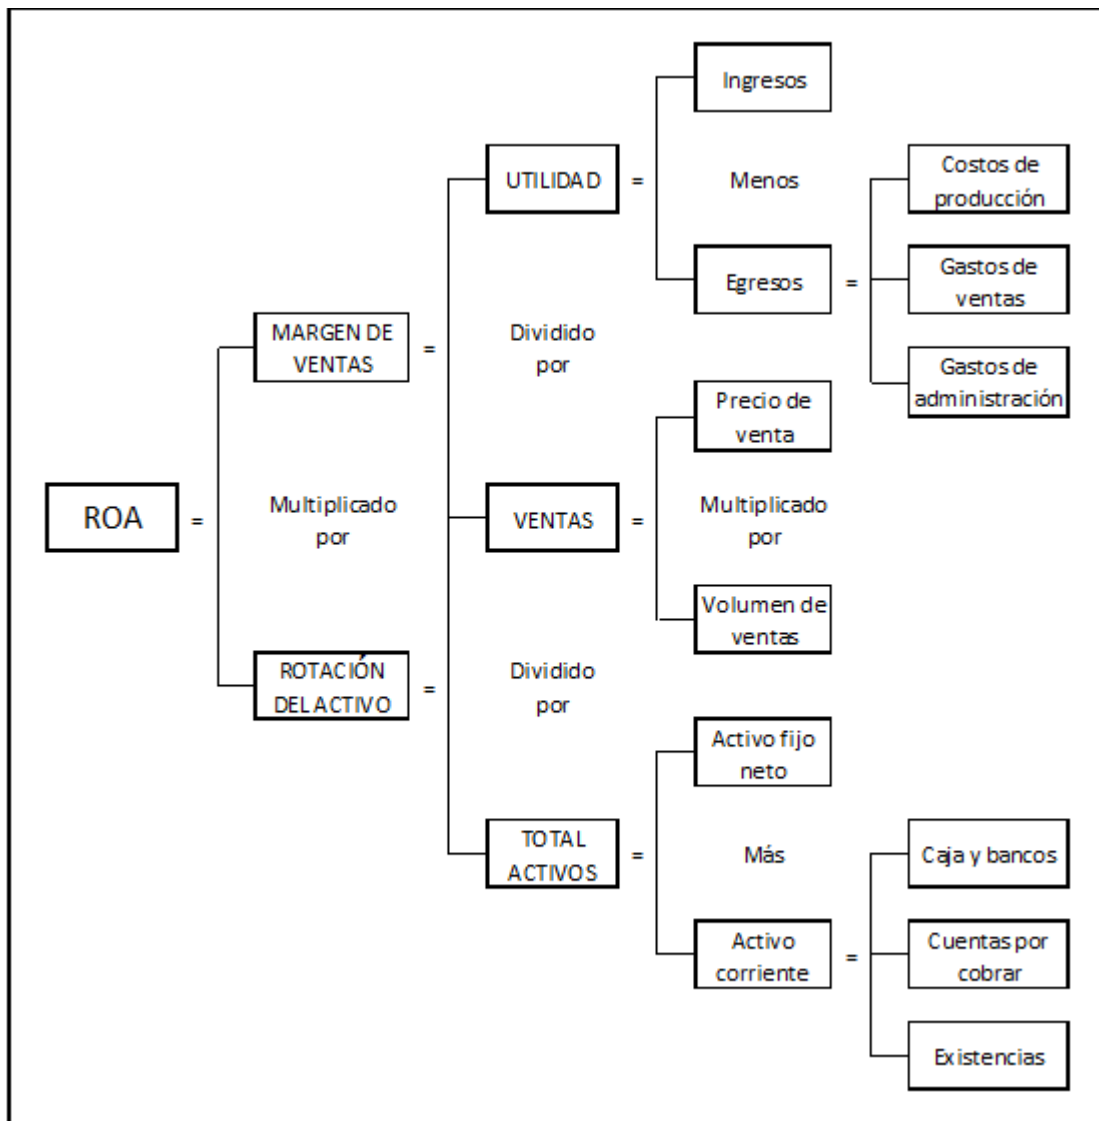 Ingresos
UTILIDAD
=
Menos
Costos de
producción
Egresos
=
Gastos de
ventas
MARGEN DE
VENTAS
=
Dividido
por
Gastos de
administración
Precio de
venta
ROA
=
Multiplicado
por
VENTAS
=
Multiplicado
por
Volumen de
ventas
ROTACIÓN
DEL ACTIVO
=
Dividido
por
Activo fijo
neto
TOTAL
ACTIVOS
=
Más
Caja y bancos
Activo
corriente
=
Cuentas por
cobrar
Existencias